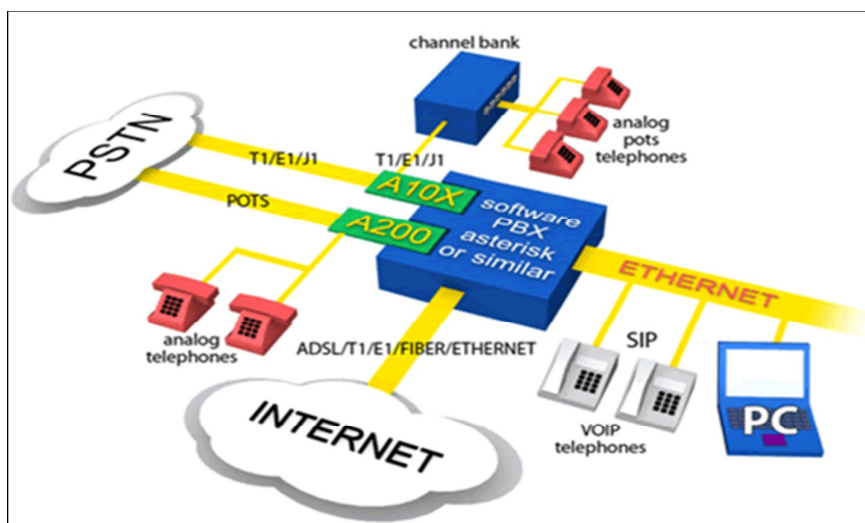 channel bank
analog
pots
telephones
PSTN
T1/E1/J1
T1/E1/J1
A10X
POTS
A200
software
PBX
asterisk
or similar
ETHERNET
analog
telephones
ADSL/T1/E1/FIBER/ETHERNET
SIP
VOIP
telephones
PC
INTERNET